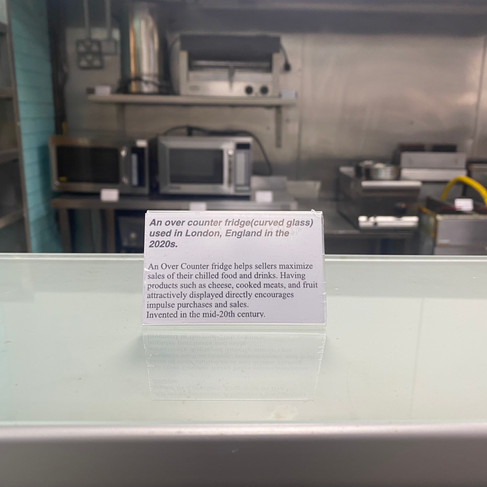 An over counter fridge(curved glass)
used in London, England in the
2020s.
An Over Counter fridge helps sellers maximize
sales of their chilled food and drinks. Having
products such as cheese, cooked meats, and fruit
attractively displayed directly encourages
impulse purchases and sales.
Invented in the mid-20th century.